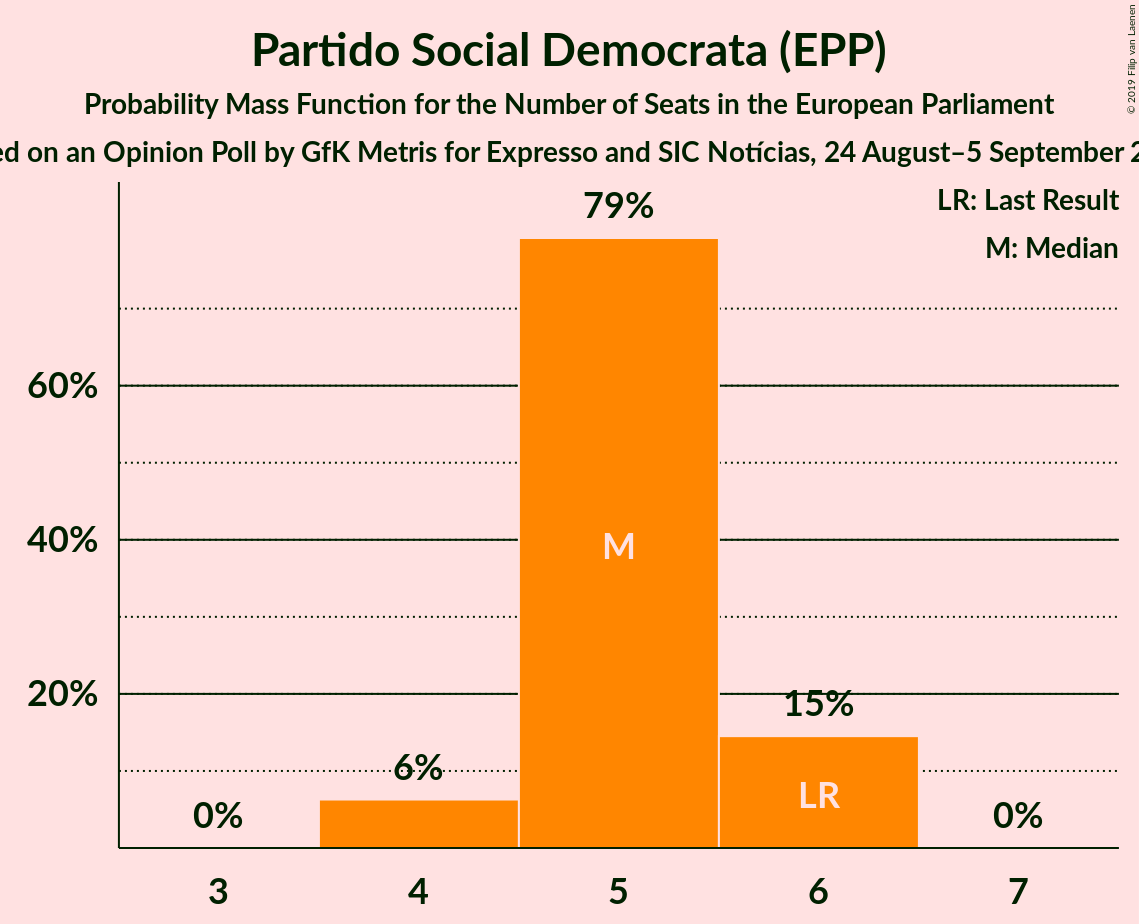 Partido Social Democrata (EPP)
Probability Mass Function for the Number of Seats in the European Parliament
on an Opinion Poll by GfK Metris for Expresso and SIC Notícias, 24 August–5 September
© 2019 Filip van Laenen
LR: Last Result
M: Median
79%
60%
40%
20%
M
15%
LR
6%
0%
0%
3 4 5 6 7